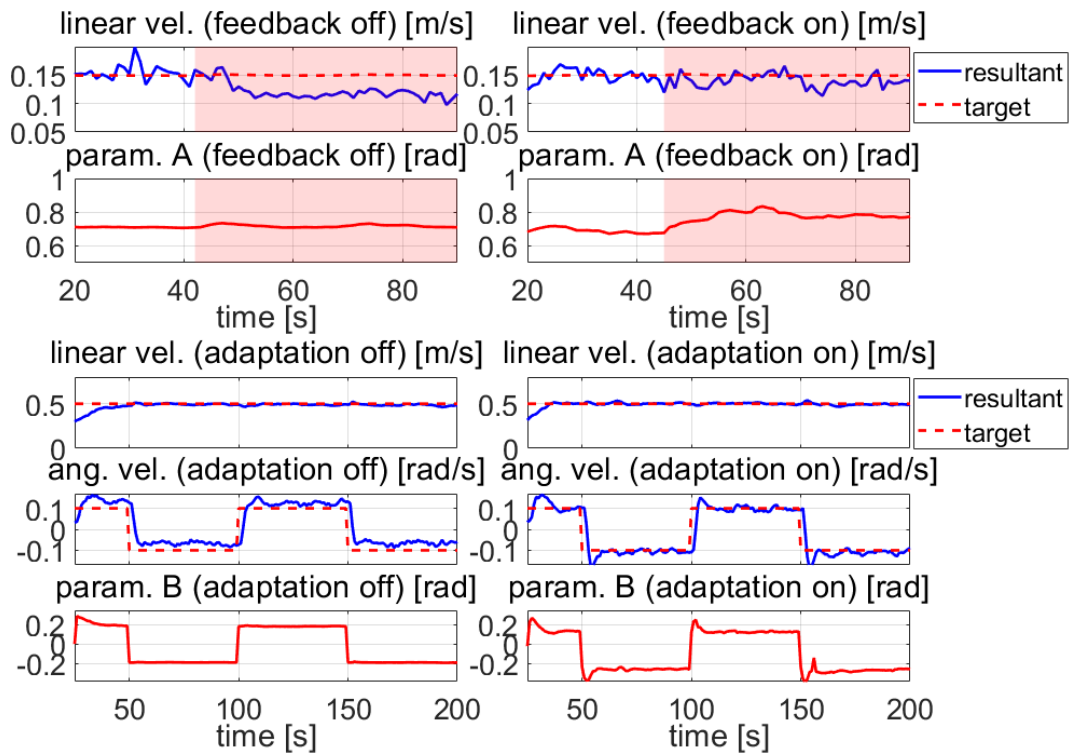 linear vel. (feedback off) [m/s]
linear vel. (feedback on) [m/s]
0.15
0.1
0.05
0.15
0.1
0.05
resultant
target
param. A (feedback off) [rad]
param. A (feedback on) [rad]
1
0.8
0.6
1
0.8
0.6
20 40 60 80
20 40 60 80
time [s]
time [s]
linear vel. (adaptation off) [m/s]
linear vel. (adaptation on) [m/s]
0.5
0
0.5
0
resultant
target
ang. vel. (adaptation off) [rad/s]
ang. vel. (adaptation on) [rad/s]
0.1
0
-0.1
0.1
0
-0.1
param. B (adaptation off) [rad]
param. B (adaptation on) [rad]
0.2
0
-0.2
0.2
0
-0.2
50 100 150 200
50 100 150 200
time [s]
time [s]